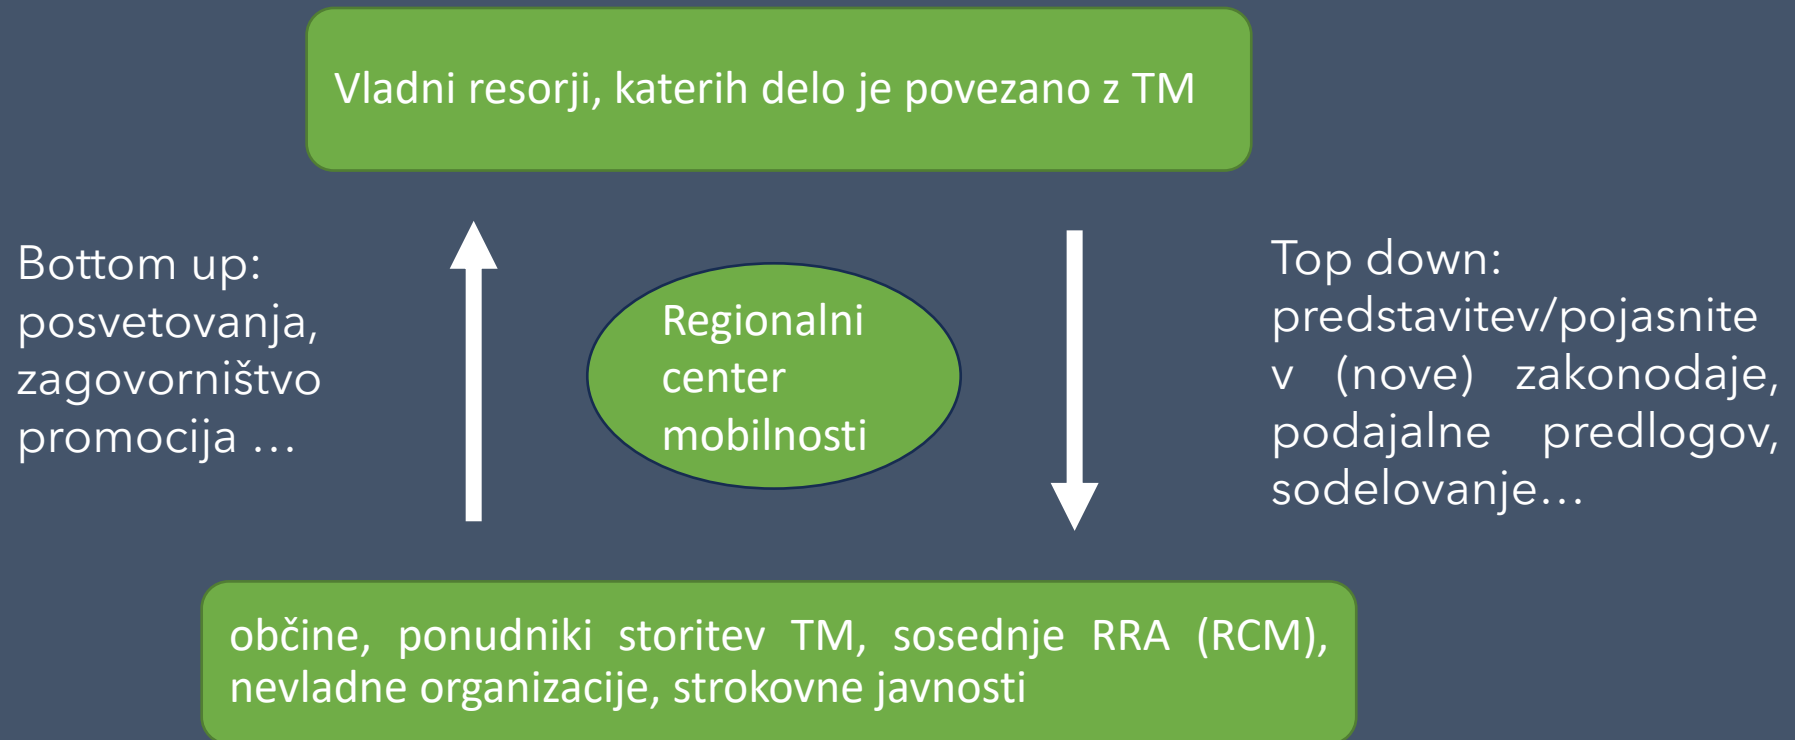 Vladni resorji, katerih delo je povezano z TM
Bottom up:
posvetovanja,
zagovorništvo
promocija …
Regionalni
center
mobilnosti
Top down:
predstavitev/pojasnite
v (nove) zakonodaje,
podajalne predlogov,
sodelovanje…
občine, ponudniki storitev TM, sosednje RRA (RCM),
nevladne organizacije, strokovne javnosti